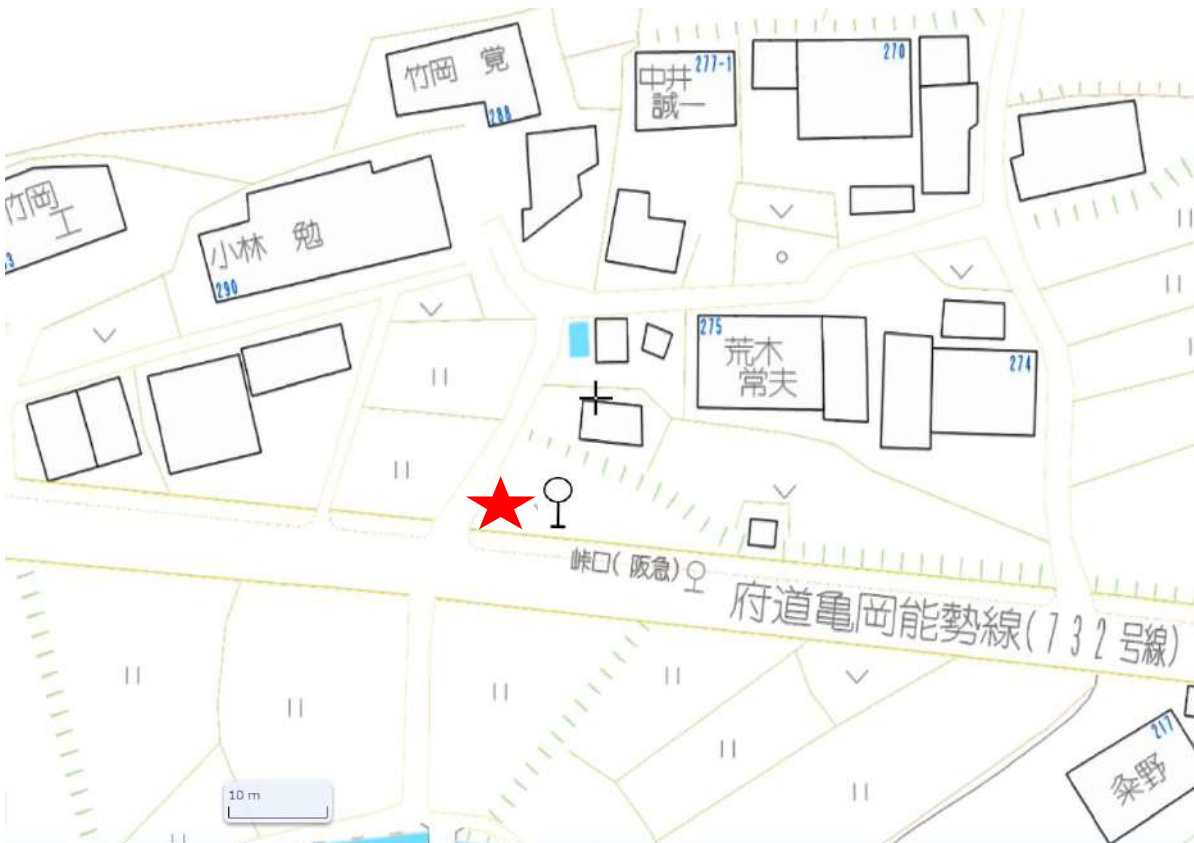 竹岡 覚
288
中井
誠一
277-1
270
竹岡
工
小林 勉
290
275
荒木
常夫
274
峠口(阪急)
府道亀岡能勢線(732号線)
217
粂野
10 m